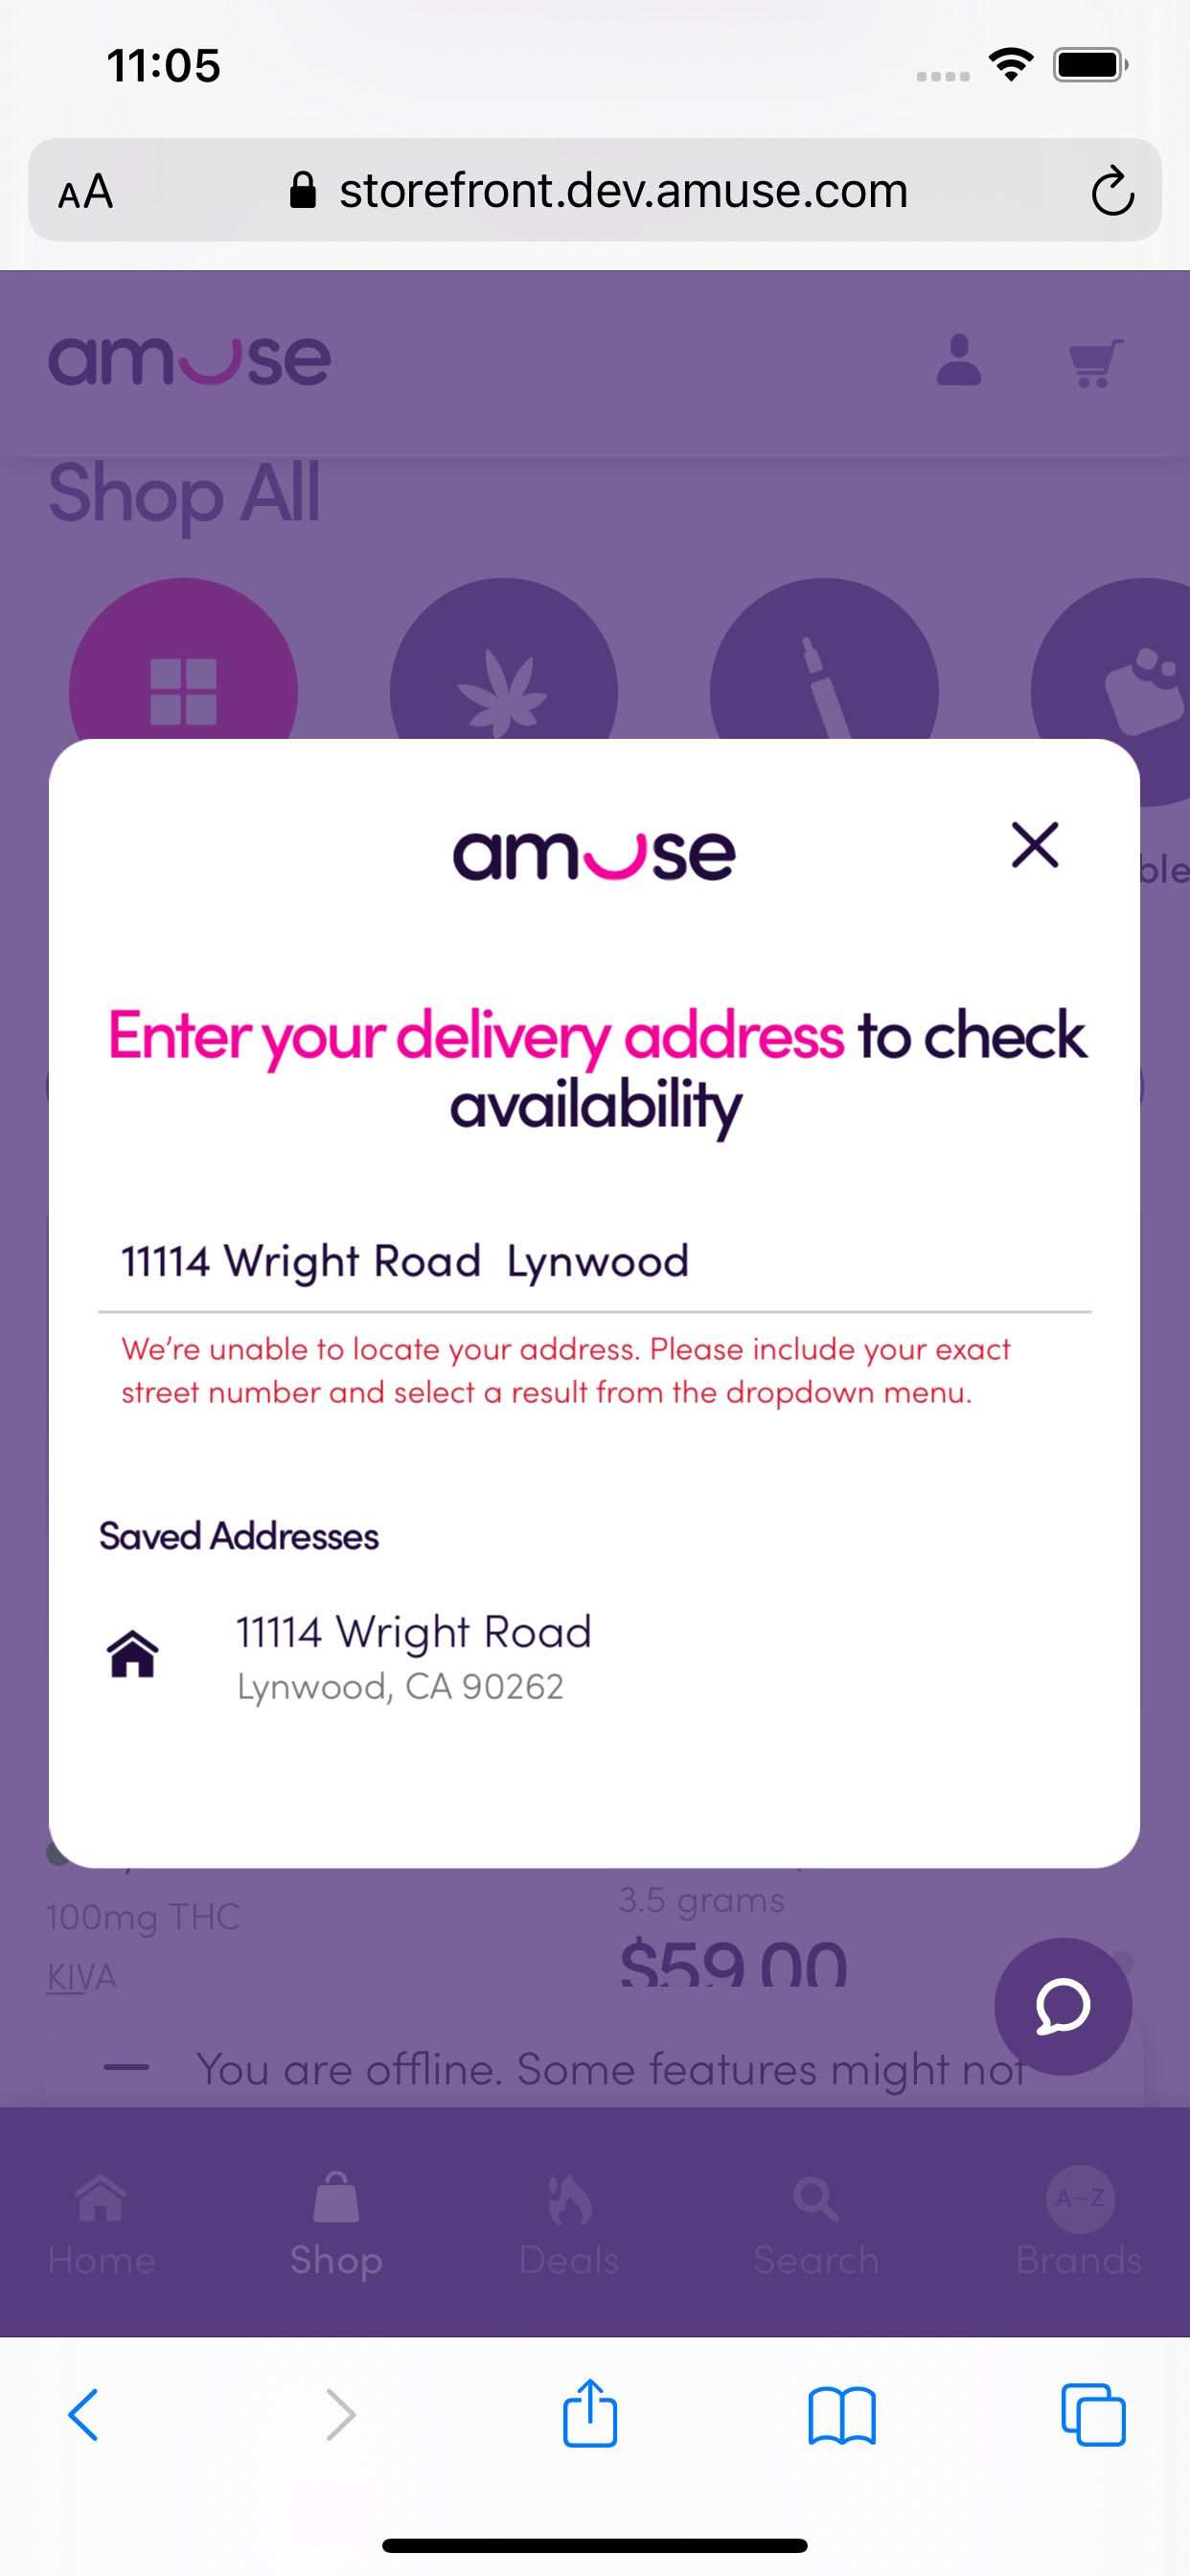 11:05
AA
storefront.dev.amuse.com
amuse
Shop All
amuse
Enter your delivery address to check
availability
11114 Wright Road  Lynwood
We're unable to locate your address. Please include your exact
street number and select a result from the dropdown menu.
Saved Addresses
11114 Wright Road
Lynwood, CA 90262
100mg THC
KIVA
3.5 grams
$59.00
You are offline. Some features might not
A~Z
Home
Shop
Deals
Search
Brands